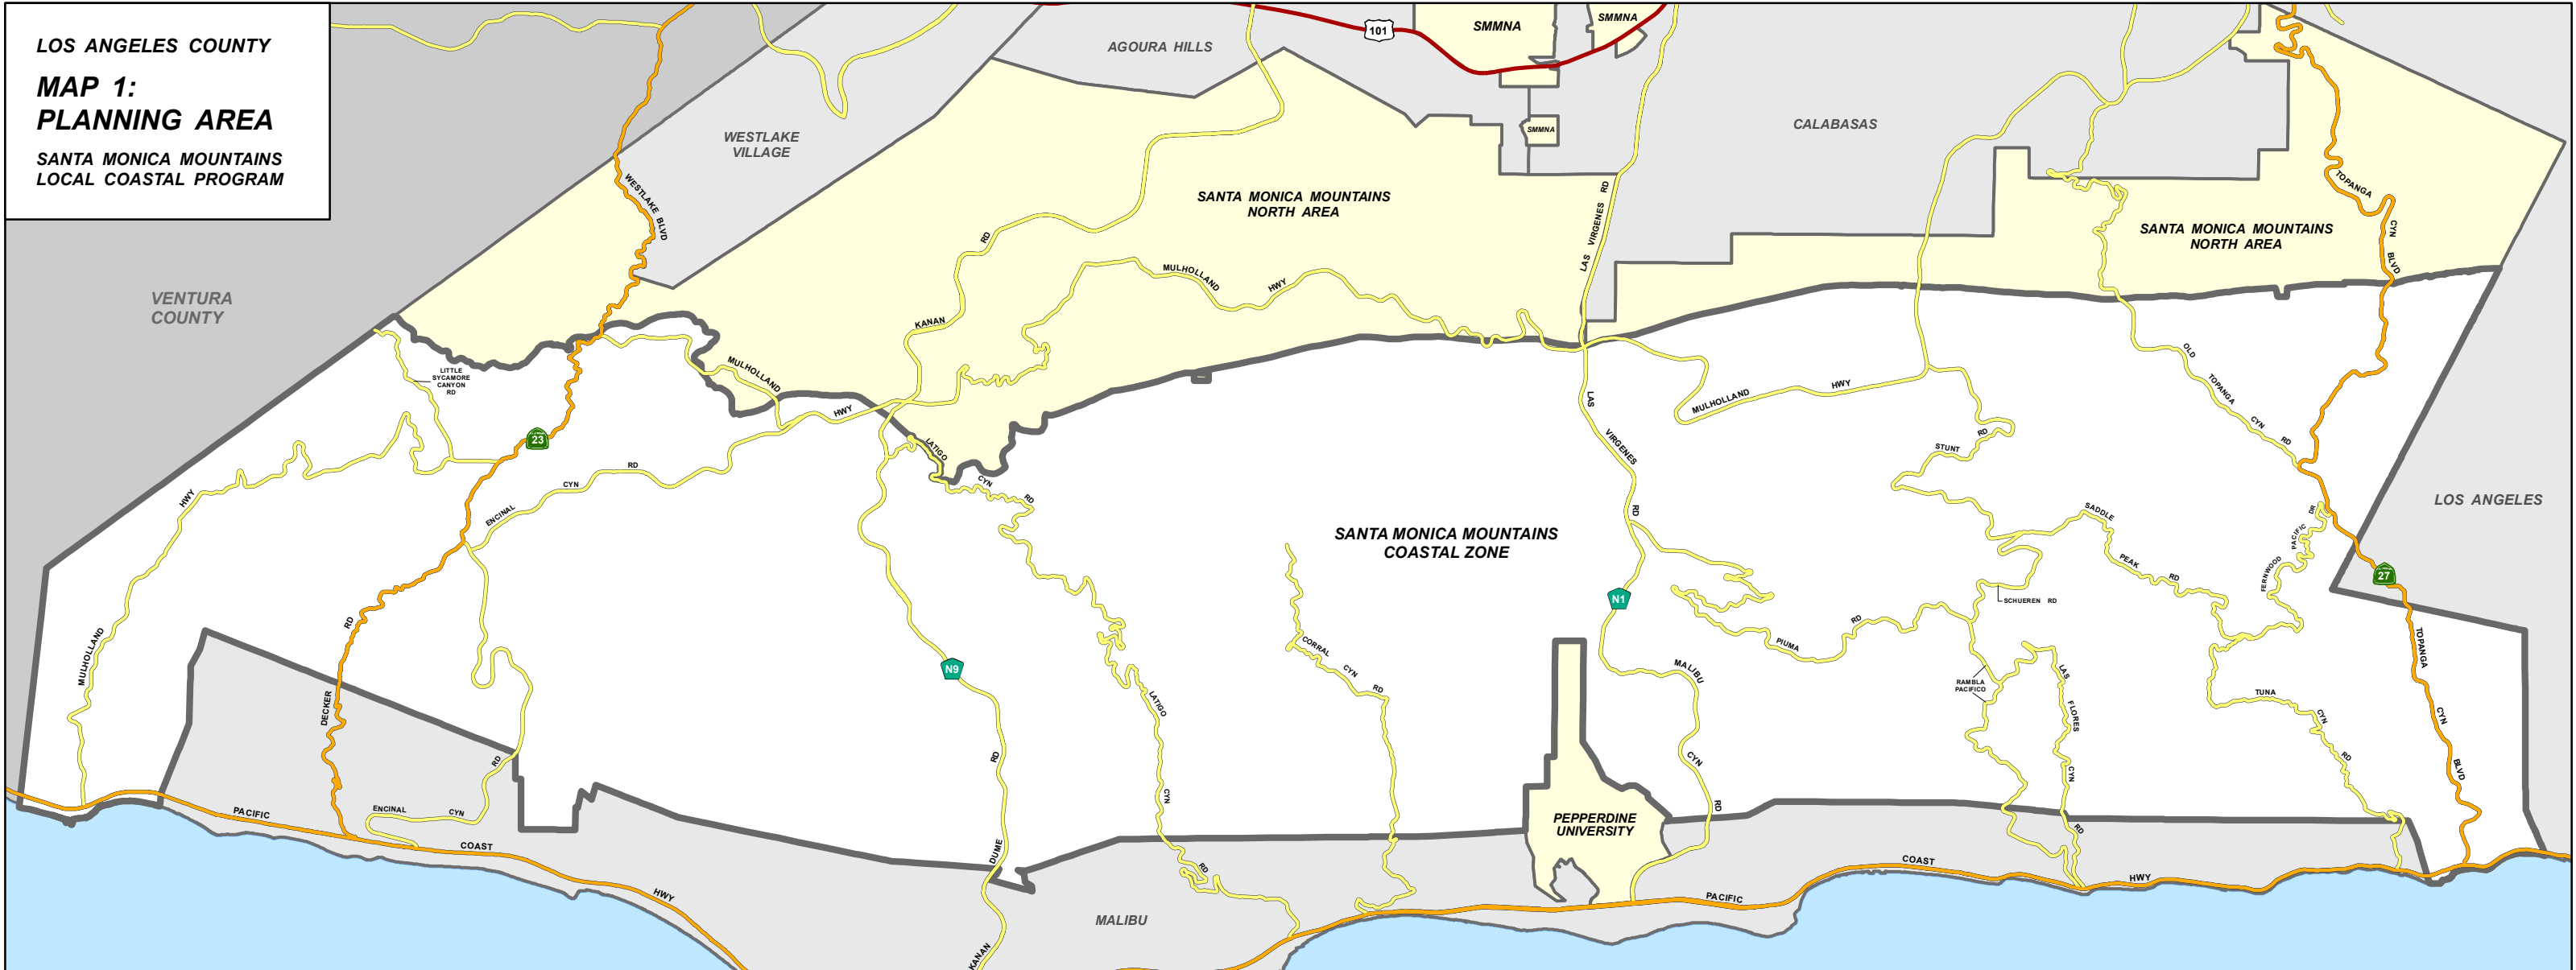 LOS ANGELES COUNTY
MAP 1:
PLANNING AREA
SANTA MONICA MOUNTAINS
LOCAL COASTAL PROGRAM
101
SMMNA
SMMNA
SMMNA
AGOURA HILLS
WESTLAKE
VILLAGE
CALABASAS
VENTURA
COUNTY
LOS ANGELES
MALIBU
SANTA MONICA MOUNTAINS
NORTH AREA
SANTA MONICA MOUNTAINS
NORTH AREA
SANTA MONICA MOUNTAINS
COASTAL ZONE
PEPPERDINE
UNIVERSITY
WESTLAKE BLVD
KANAN RD
MULHOLLAND HWY
LAS VIRGENES RD
TOPANGA CYN BLVD
LITTLE
SYCAMORE
CANYON
RD
23
MULHOLLAND HWY
MULHOLLAND HWY
MULHOLLAND HWY
ENCINAL CYN RD
DECKER RD
ENCINAL CYN RD
LATIGO CYN RD
LATIGO CYN RD
N9
KANAN DUME RD
CORRAL CYN RD
LAS VIRGENES RD
N1
MALIBU CYN RD
PIUMA RD
STUNT RD
SCHUEREN RD
SADDLE PEAK RD
RAMBLA
PACIFICO
LAS FLORES CYN RD
OLD TOPANGA CYN RD
FERNWOOD PACIFIC DR
27
TUNA CYN RD
TOPANGA CYN BLVD
PACIFIC COAST HWY
PACIFIC COAST HWY